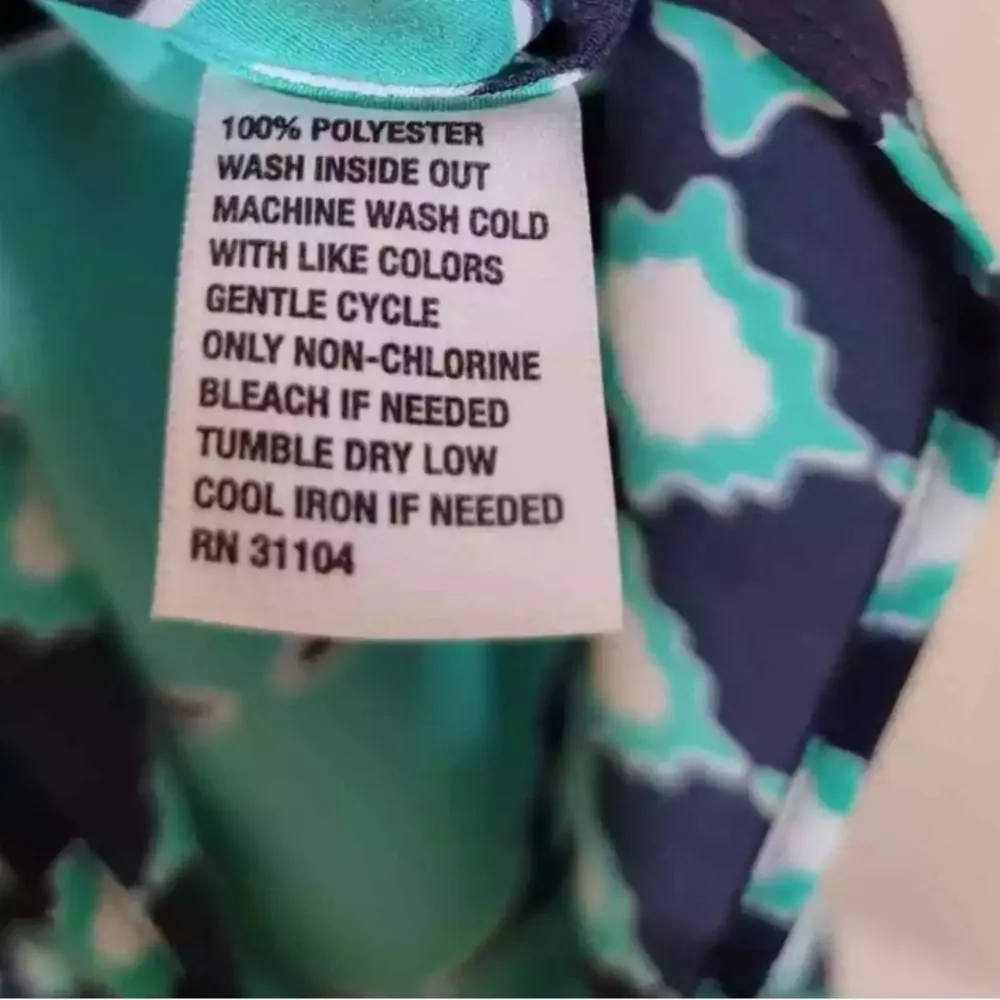 100% POLYESTER
WASH INSIDE OUT
MACHINE WASH COLD
WITH LIKE COLORS
GENTLE CYCLE
ONLY NON-CHLORINE
BLEACH IF NEEDED
TUMBLE DRY LOW
COOL IRON IF NEEDED
RN 31104